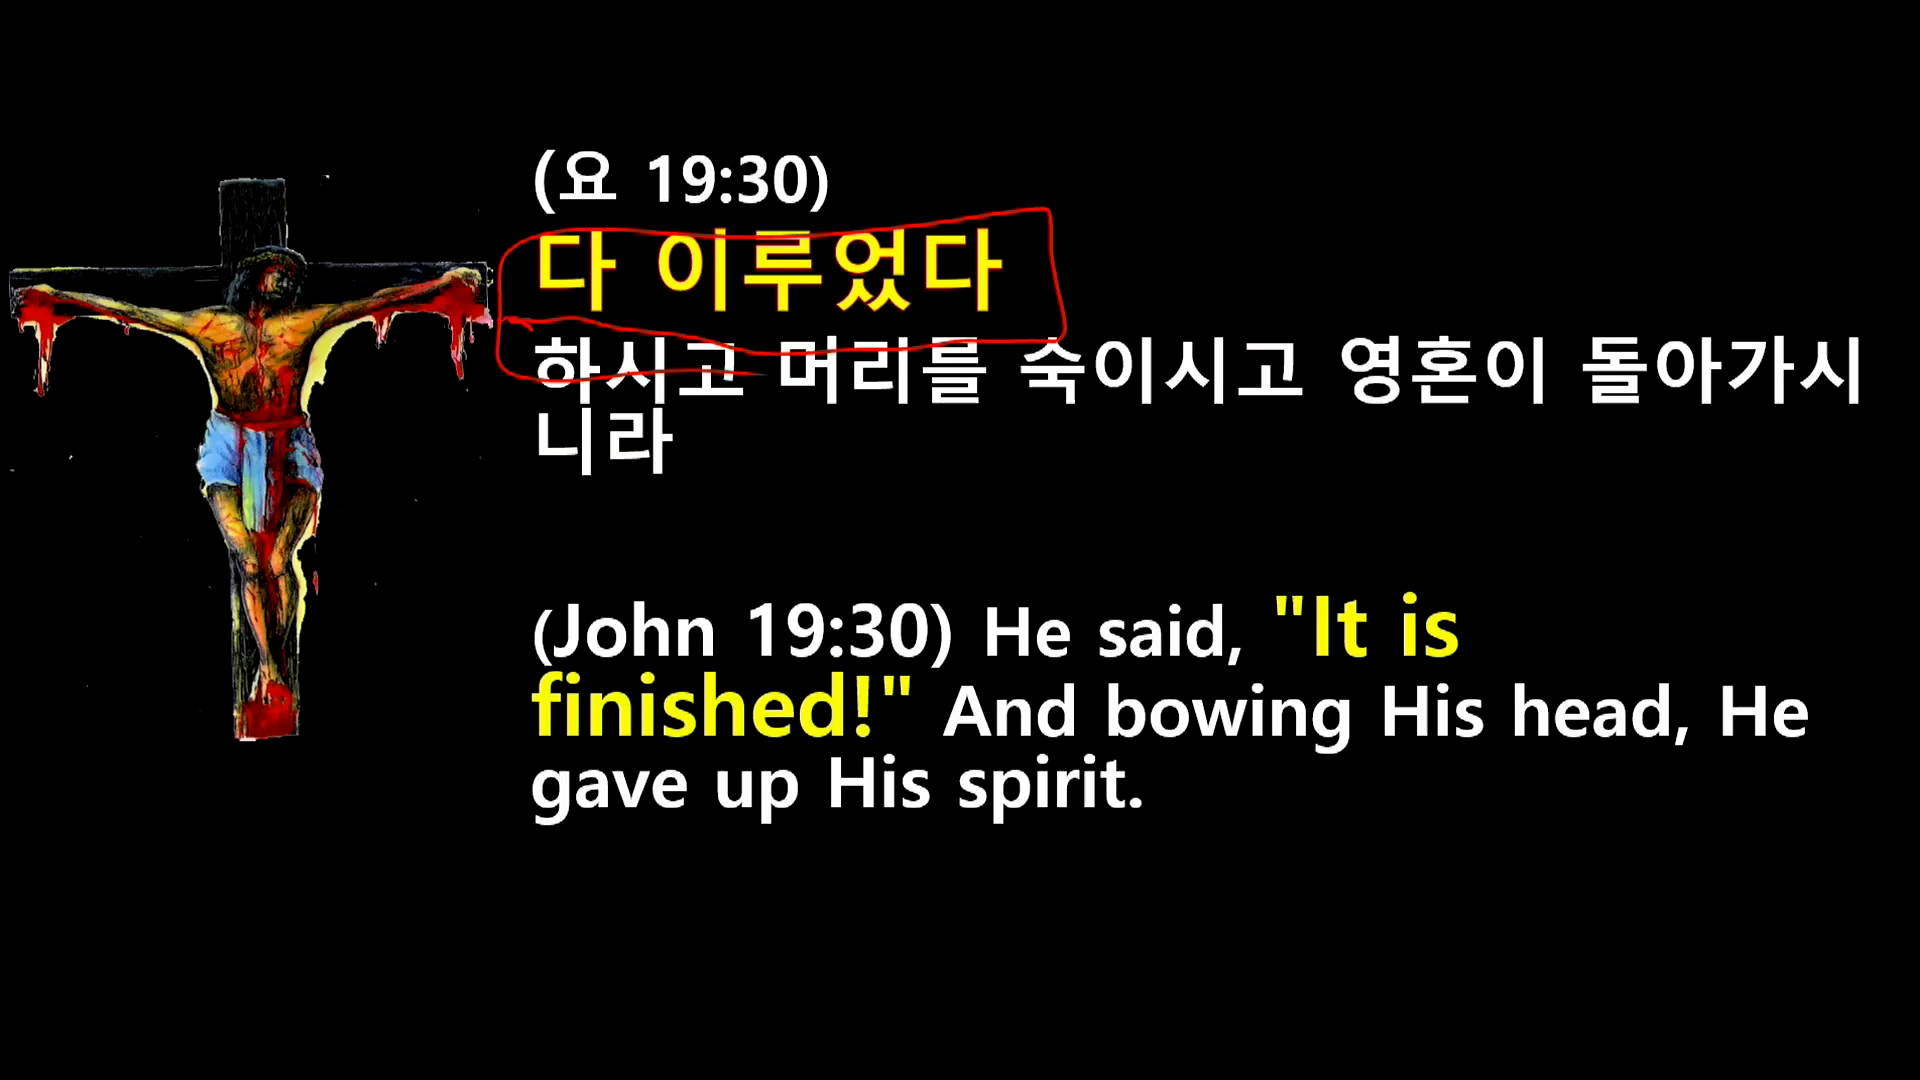 (요 19:30)
다 이루었다
하시고 머리를 숙이시고 영혼이 돌아가시
니라
(John 19:30) He said, "It is
finished!" And bowing His head, He
gave up His spirit.